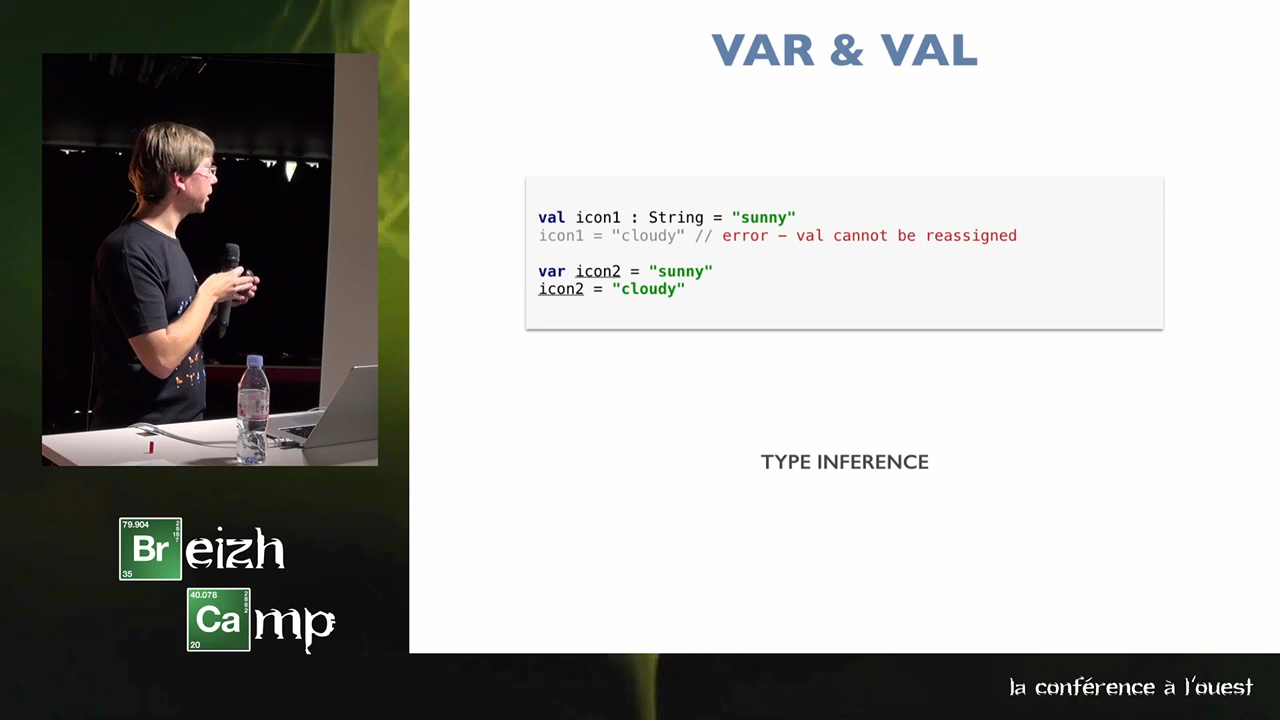 VAR & VAL
val icon1 : String = "sunny"
icon1 = "cloudy" // error – val cannot be reassigned
var icon2 = "sunny"
icon2 = "cloudy"
TYPE INFERENCE
79.904
Br
35
eizh
40.078
Ca
20
mp
la conférence à l'ouest